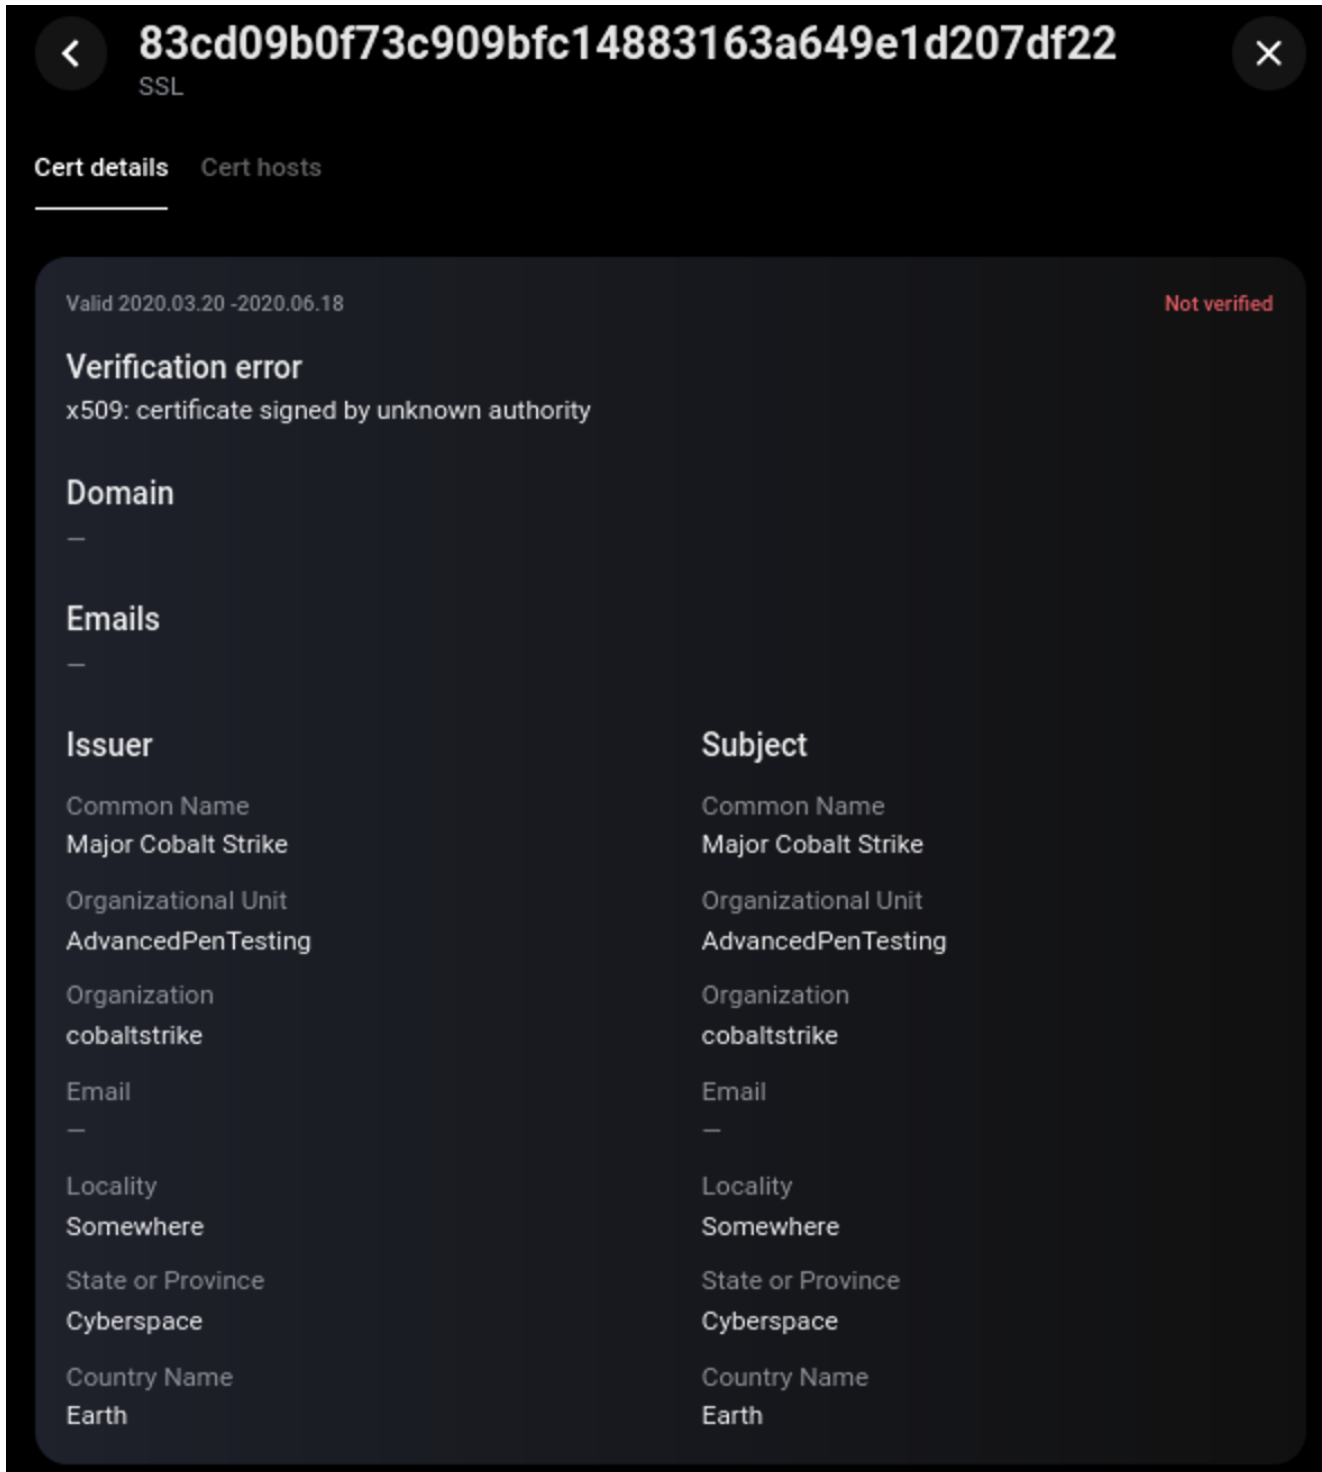 83cd09b0f73c909bfc14883163a649e1d207df22
SSL
Cert details
Cert hosts
Valid 2020.03.20 -2020.06.18
Not verified
Verification error
x509: certificate signed by unknown authority
Domain
—
Emails
—
Issuer
Common Name
Major Cobalt Strike
Organizational Unit
AdvancedPenTesting
Organization
cobaltstrike
Email
—
Locality
Somewhere
State or Province
Cyberspace
Country Name
Earth
Subject
Common Name
Major Cobalt Strike
Organizational Unit
AdvancedPenTesting
Organization
cobaltstrike
Email
—
Locality
Somewhere
State or Province
Cyberspace
Country Name
Earth